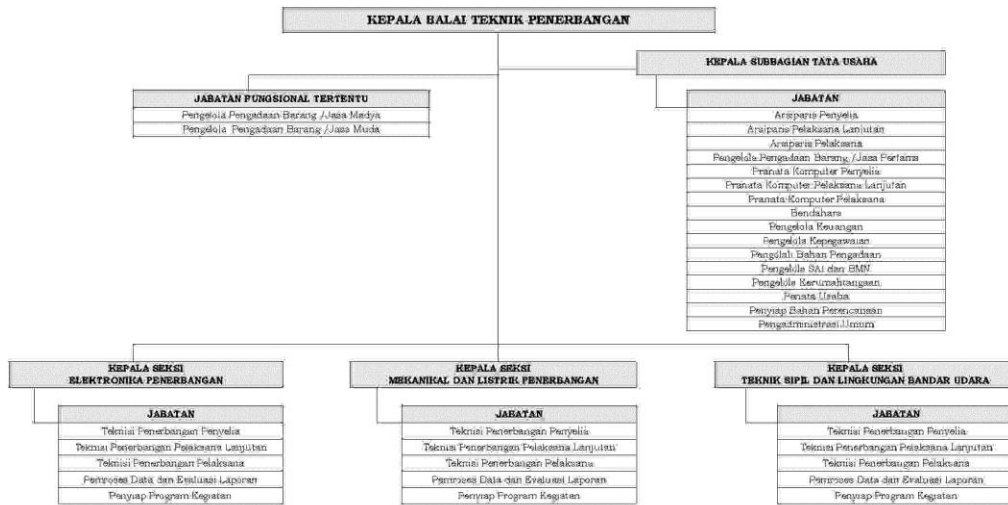 KEPALA BALAI TEKNIK PENERBANGAN
KEPALA SUBBAGIAN TATA USAHA
JABATAN FUNGSIONAL TERTENTU
Pengelola Pengadaan Barang /Jasa Madya
Pengelola Pengadaan Barang /Jasa Muda
JABATAN
Arsiparis Penyelia
Arsiparis Pelaksana Lanjutan
Arsiparis Pelaksana
Pengelola Pengadaan Barang /Jasa Pertama
Pranata Komputer Penyelia
Pranata Komputer Pelaksana Lanjutan
Pranata Komputer Pelaksana
Bendahara
Pengelola Keuangan
Pengelola Kepegawaian
Pengolah Bahan Pengadaan
Pengelola SAI dan BMN
Pengelola Kerumahtanggaan
Penata Usaha
Penyiap Bahan Perencanaan
Pengadministrasi Umum
KEPALA SEKSI
ELEKTRONIKA PENERBANGAN
JABATAN
Teknisi Penerbangan Penyelia
Teknisi Penerbangan Pelaksana Lanjutan
Teknisi Penerbangan Pelaksana
Pemroses Data dan Evaluasi Laporan
Penyiap Program Kegiatan
KEPALA SEKSI
MEKANIKAL DAN LISTRIK PENERBANGAN
JABATAN
Teknisi Penerbangan Penyelia
Teknisi Penerbangan Pelaksana Lanjutan
Teknisi Penerbangan Pelaksana
Pemroses Data dan Evaluasi Laporan
Penyiap Program Kegiatan
KEPALA SEKSI
TEKNIK SIPIL DAN LINGKUNGAN BANDAR UDARA
JABATAN
Teknisi Penerbangan Penyelia
Teknisi Penerbangan Pelaksana Lanjutan
Teknisi Penerbangan Pelaksana
Pemroses Data dan Evaluasi Laporan
Penyiap Program Kegiatan